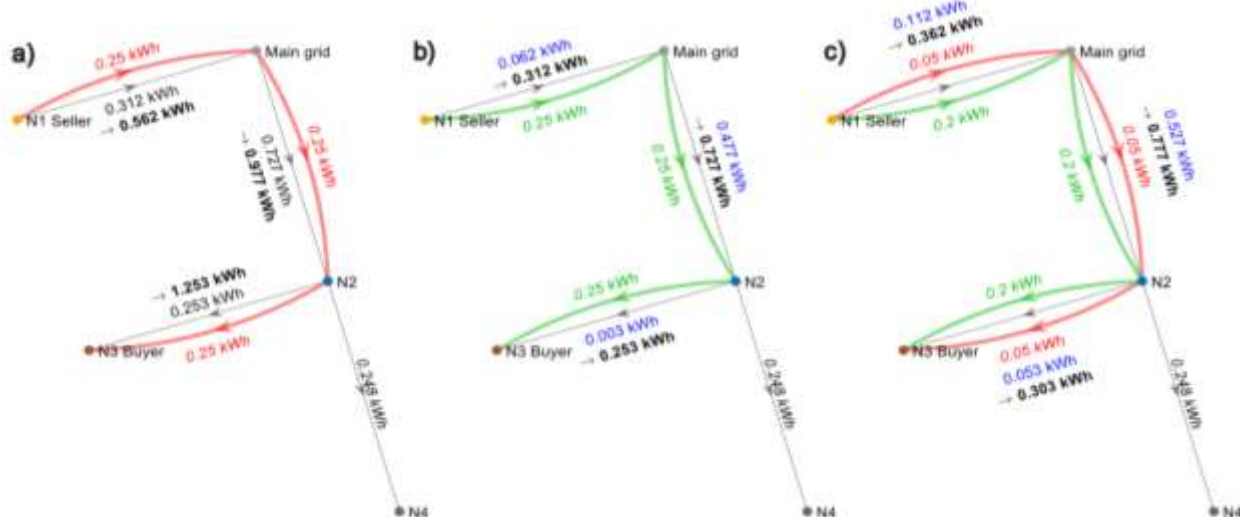 a)
0.25 kWh
Main grid
0.312 kWh
→ 0.562 kWh
N1 Seller
0.25 kWh
0.727 kWh
→ 0.977 kWh
N2
→ 1.253 kWh
0.253 kWh
N3 Buyer
0.25 kWh
0.248 kWh
N4
b)
0.062 kWh
→ 0.312 kWh
Main grid
N1 Seller
0.25 kWh
0.477 kWh
→ 0.727 kWh
0.25 kWh
N2
0.25 kWh
0.003 kWh
→ 0.253 kWh
N3 Buyer
0.248 kWh
N4
c)
0.112 kWh
→ 0.362 kWh
0.05 kWh
Main grid
N1 Seller
0.2 kWh
0.527 kWh
→ 0.777 kWh
0.05 kWh
0.2 kWh
N2
0.2 kWh
N3 Buyer
0.05 kWh
0.053 kWh
→ 0.303 kWh
0.248 kWh
N4